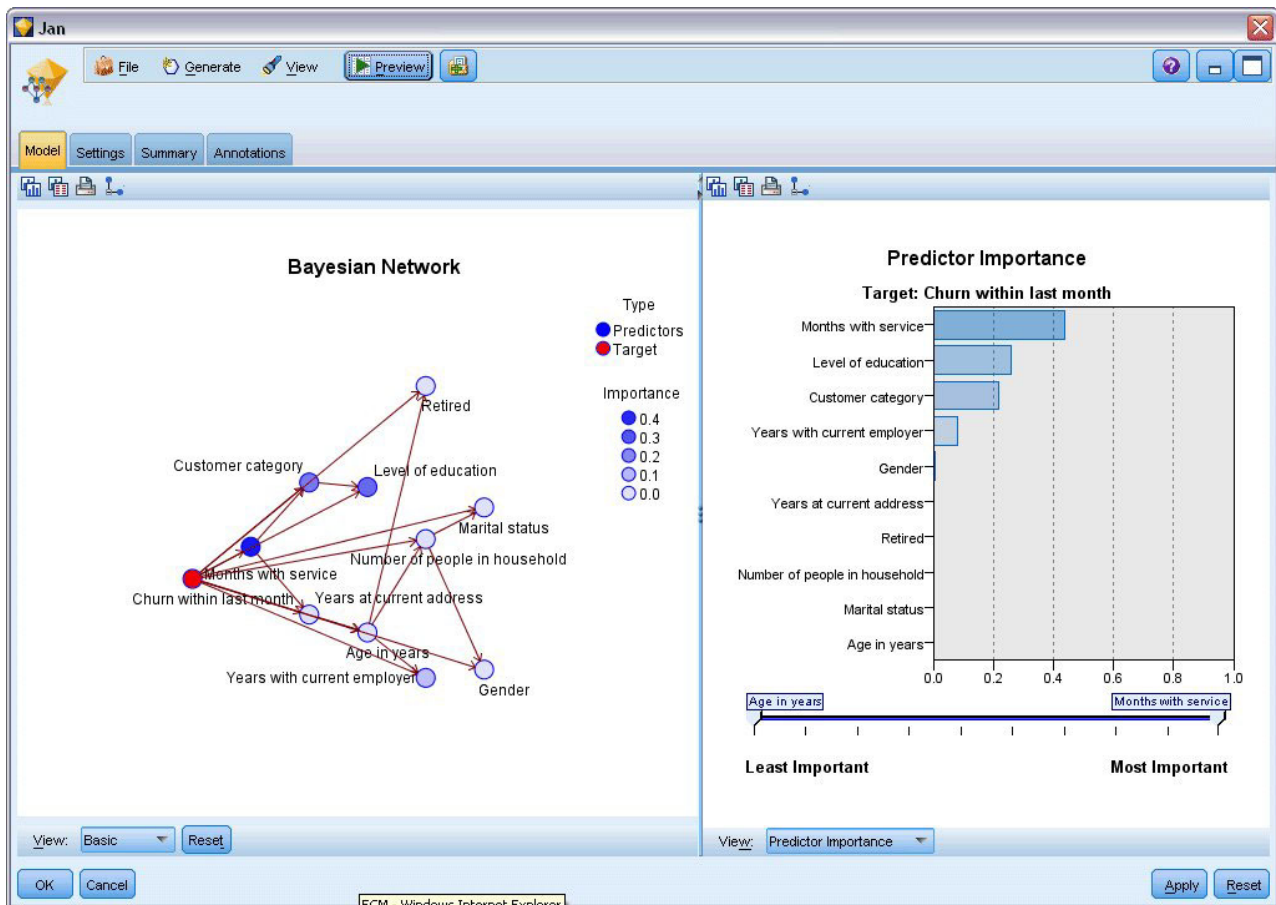 Jan
File Generate View Preview
Model Settings Summary Annotations
Bayesian Network
Type
Predictors
Target
Importance
0.4
0.3
0.2
0.1
0.0
Retired
Customer category
Level of education
Marital status
Number of people in household
Months with service
Churn within last month
Years at current address
Age in years
Years with current employer
Gender
View: Basic Reset
Predictor Importance
Target: Churn within last month
Months with service
Level of education
Customer category
Years with current employer
Gender
Years at current address
Retired
Number of people in household
Marital status
Age in years
0.0 0.2 0.4 0.6 0.8 1.0
Age in years Months with service
Least Important Most Important
View: Predictor Importance
OK Cancel Apply Reset
ECM - Windows Internet Explorer